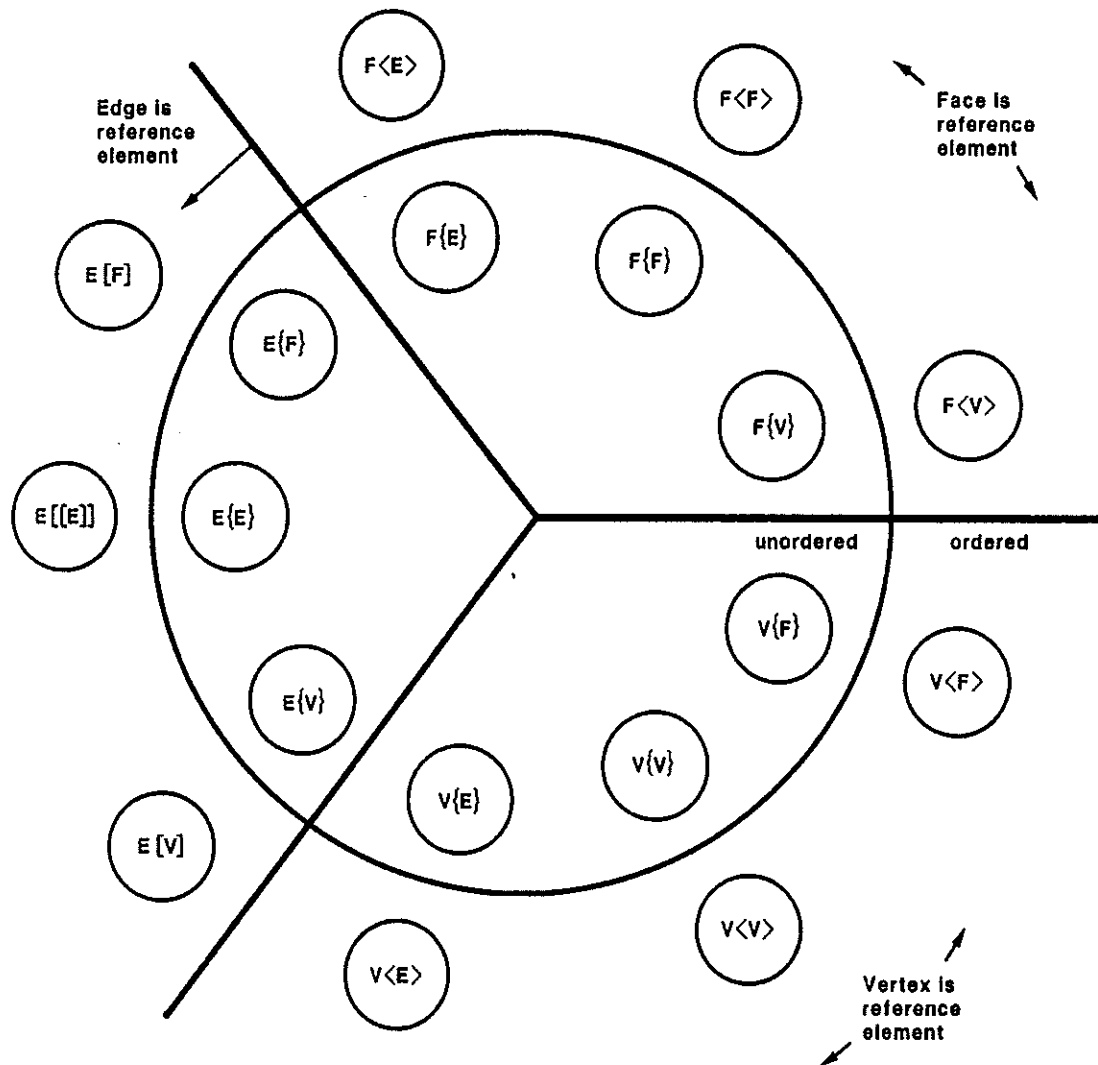 F<E>
F<F>
Edge is
reference
element
Face is
reference
element
F{E}
F{F}
E[F]
E{F}
F<V>
F{V}
E[[E]]
E{E}
unordered
ordered
V{F}
V<F>
E{V}
V{V}
V{E}
E[V]
V<V>
V<E>
Vertex is
reference
element